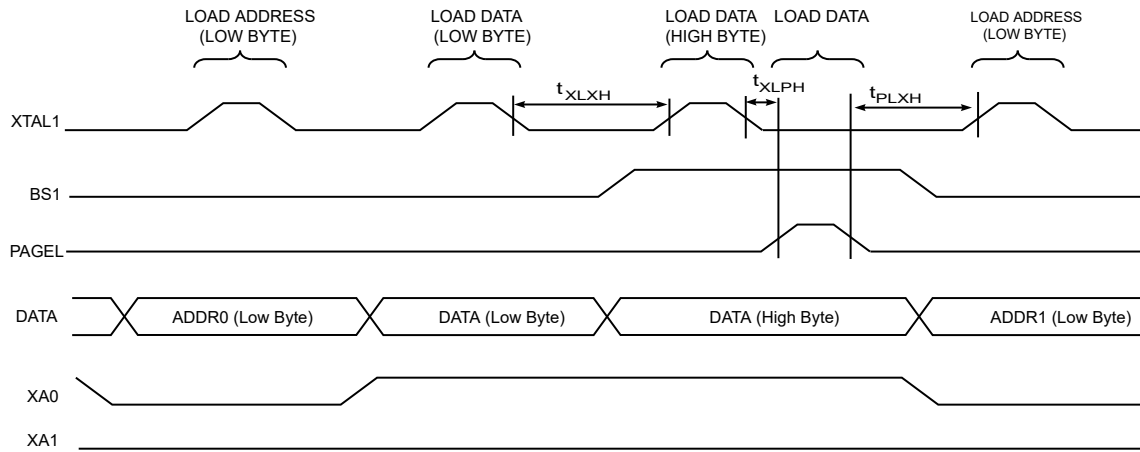 LOAD ADDRESS LOAD DATA LOAD DATA LOAD DATA LOAD ADDRESS
(LOW BYTE) (LOW BYTE) (HIGH BYTE) (LOW BYTE)
tXLXH tXLPH tPLXH
XTAL1
BS1
PAGEL
DATA ADDR0 (Low Byte) DATA (Low Byte) DATA (High Byte) ADDR1 (Low Byte)
XA0
XA1